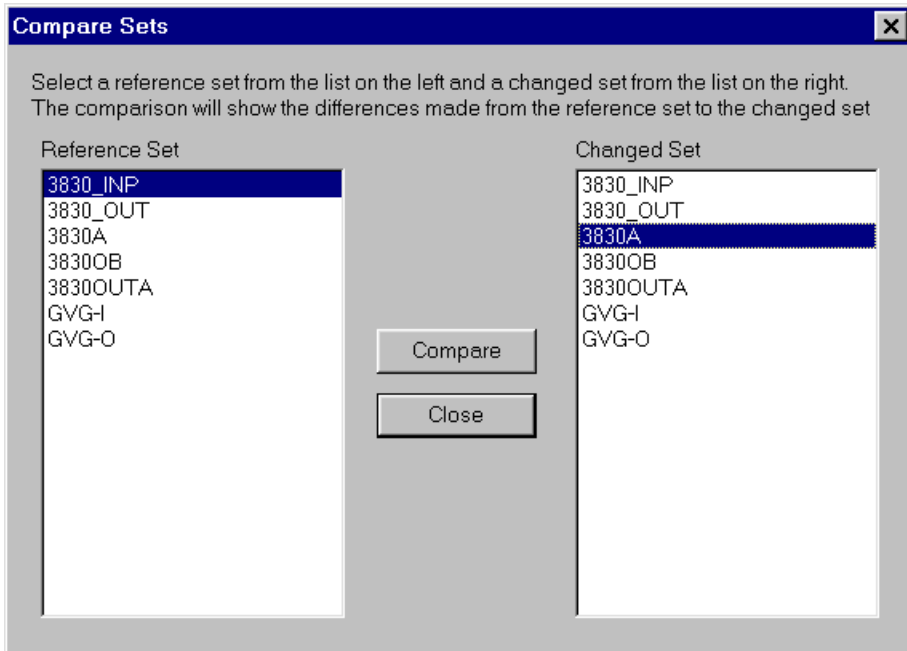 Compare Sets
Select a reference set from the list on the left and a changed set from the list on the right.
The comparison will show the differences made from the reference set to the changed set
Reference Set
3830_INP
3830_OUT
3830A
3830OB
3830OUTA
GVG-I
GVG-O
Compare
Close
Changed Set
3830_INP
3830_OUT
3830A
3830OB
3830OUTA
GVG-I
GVG-O